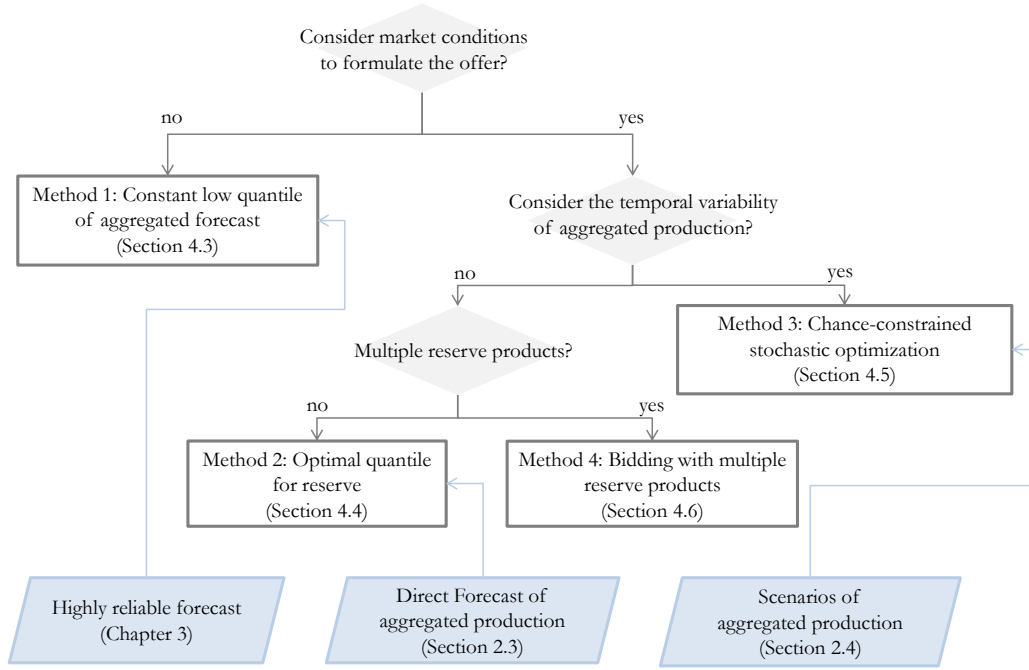 Consider market conditions
to formulate the offer?
no
yes
Method 1: Constant low quantile
of aggregated forecast
(Section 4.3)
Consider the temporal variability
of aggregated production?
no
yes
Method 3: Chance-constrained
stochastic optimization
(Section 4.5)
Multiple reserve products?
no
yes
Method 2: Optimal quantile
for reserve
(Section 4.4)
Method 4: Bidding with multiple
reserve products
(Section 4.6)
Highly reliable forecast
(Chapter 3)
Direct Forecast of
aggregated production
(Section 2.3)
Scenarios of
aggregated production
(Section 2.4)